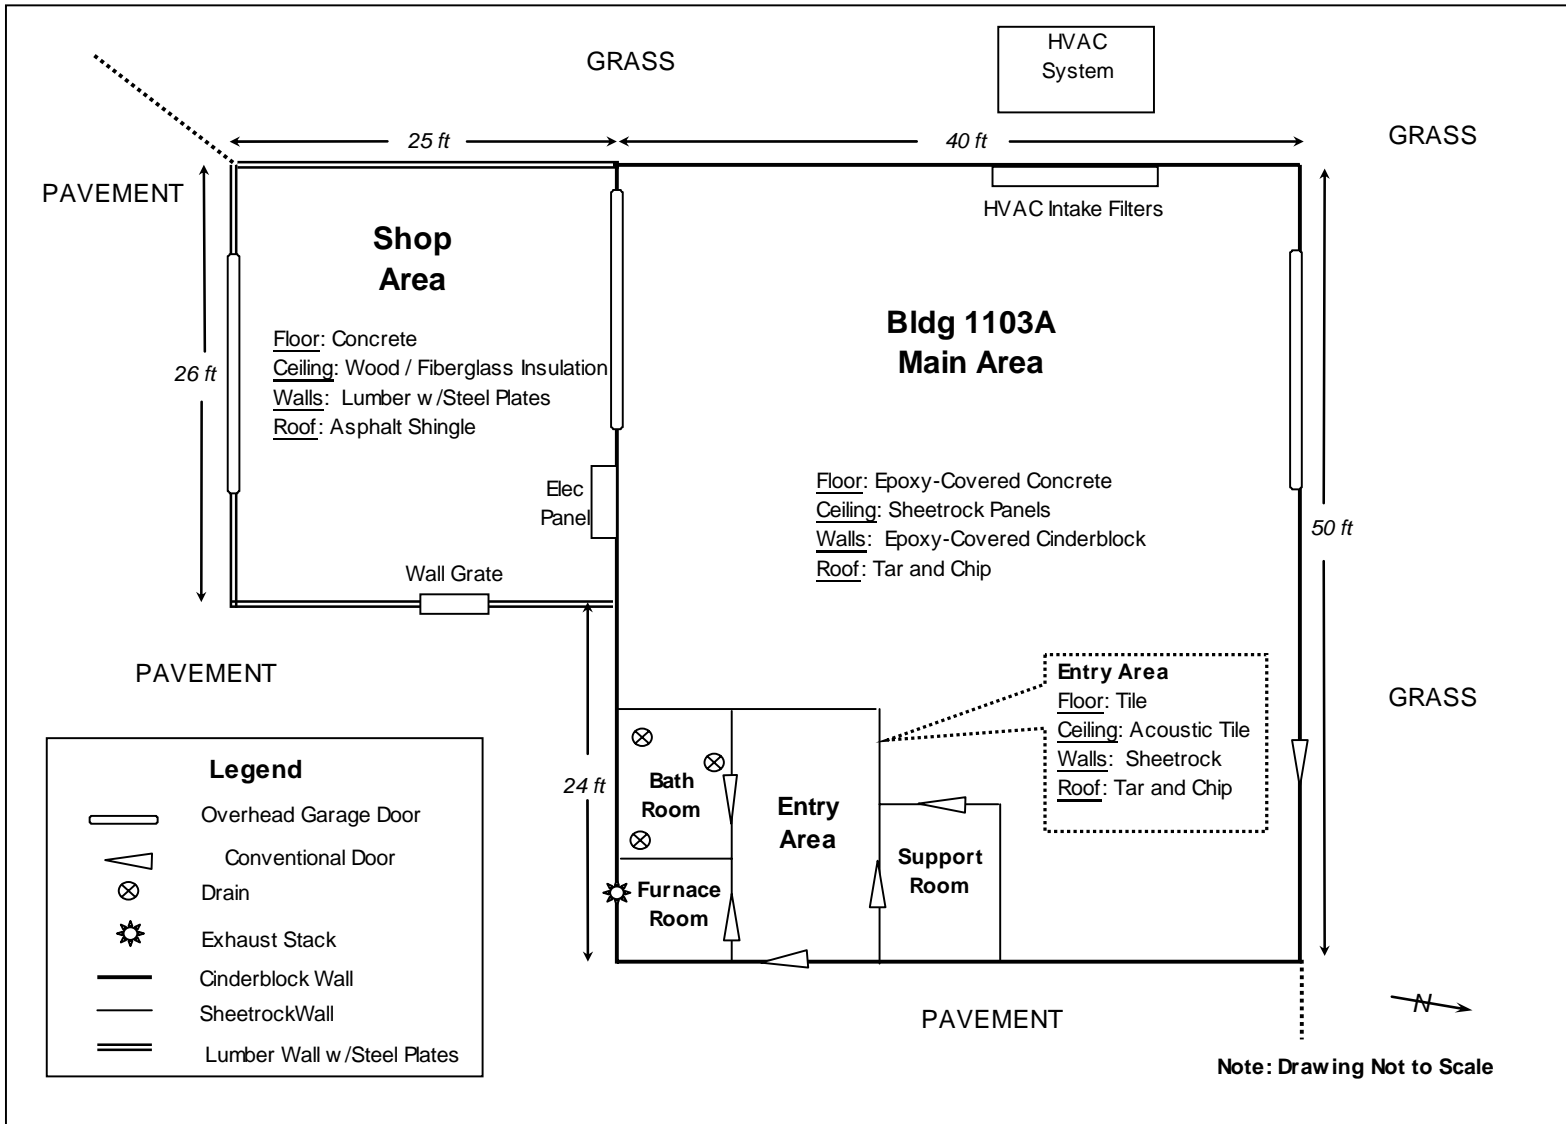 GRASS
HVAC
System
25 ft
40 ft
GRASS
PAVEMENT
HVAC Intake Filters
Shop
Area
Floor: Concrete
Ceiling: Wood / Fiberglass Insulation
Walls: Lumber w/Steel Plates
Roof: Asphalt Shingle
26 ft
Bldg 1103A
Main Area
Floor: Epoxy-Covered Concrete
Ceiling: Sheetrock Panels
Walls: Epoxy-Covered Cinderblock
Roof: Tar and Chip
Elec
Panel
50 ft
Wall Grate
PAVEMENT
Entry Area
Floor: Tile
Ceiling: Acoustic Tile
Walls: Sheetrock
Roof: Tar and Chip
GRASS
24 ft
Bath
Room
Entry
Area
Support
Room
Furnace
Room
Legend
Overhead Garage Door
Conventional Door
Drain
Exhaust Stack
Cinderblock Wall
SheetrockWall
Lumber Wall w/Steel Plates
PAVEMENT
N
Note: Drawing Not to Scale